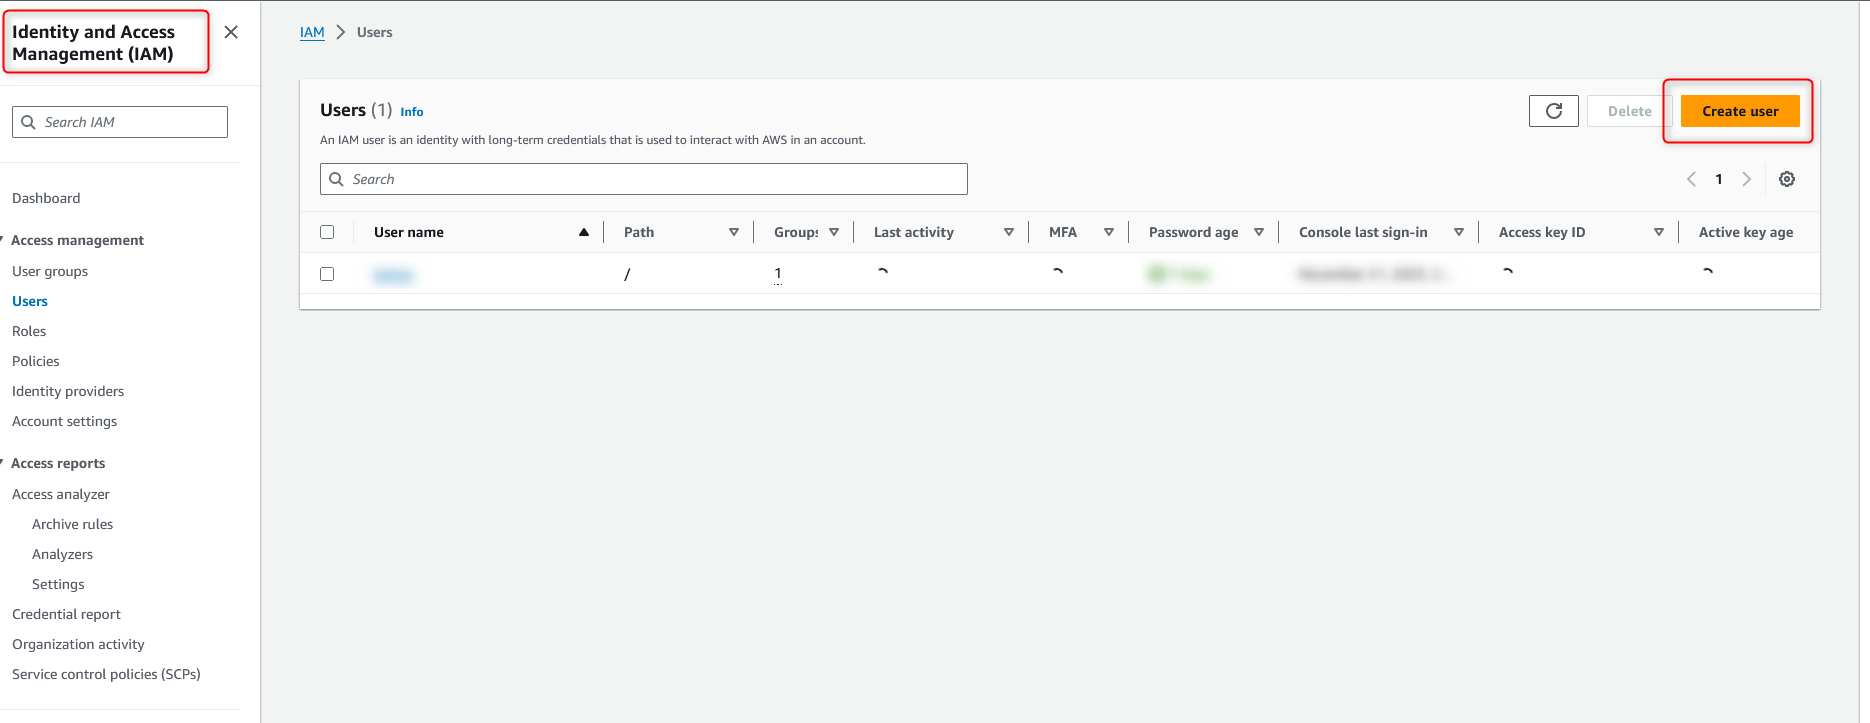 Identity and Access
Management (IAM)
Search IAM
Dashboard
Access management
User groups
Users
Roles
Policies
Identity providers
Account settings
Access reports
Access analyzer
Archive rules
Analyzers
Settings
Credential report
Organization activity
Service control policies (SCPs)
IAM > Users
Users (1) Info
Delete
Create user
An IAM user is an identity with long-term credentials that is used to interact with AWS in an account.
Search
1
User name Path Groups Last activity MFA Password age Console last sign-in Access key ID Active key age
/ 1